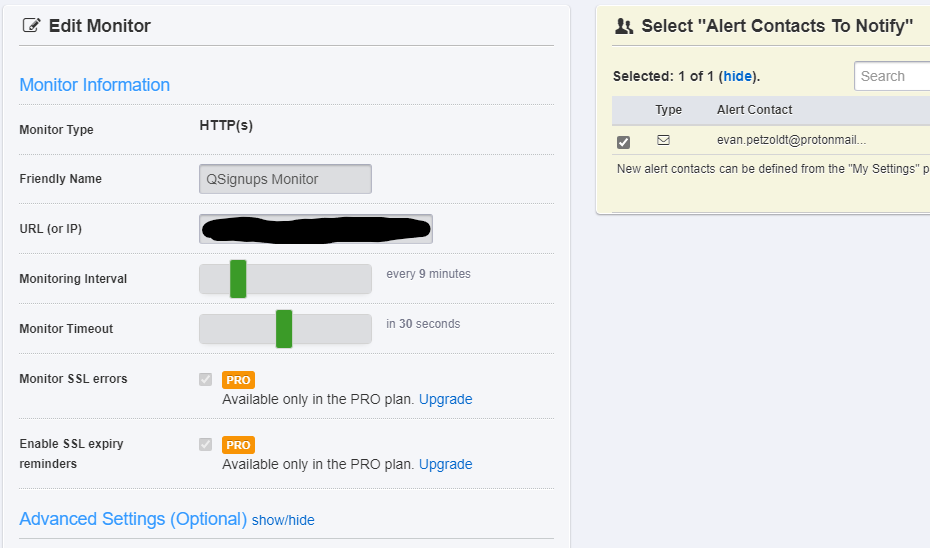 Edit Monitor
Monitor Information
Monitor Type
HTTP(s)
Friendly Name
QSignups Monitor
URL (or IP)
Monitoring Interval
every 9 minutes
Monitor Timeout
in 30 seconds
Monitor SSL errors
PRO
Available only in the PRO plan. Upgrade
Enable SSL expiry
reminders
PRO
Available only in the PRO plan. Upgrade
Advanced Settings (Optional) show/hide
Select "Alert Contacts To Notify"
Selected: 1 of 1 (hide).
Search
Type Alert Contact
evan.petzoldt@protonmail...
New alert contacts can be defined from the "My Settings" p